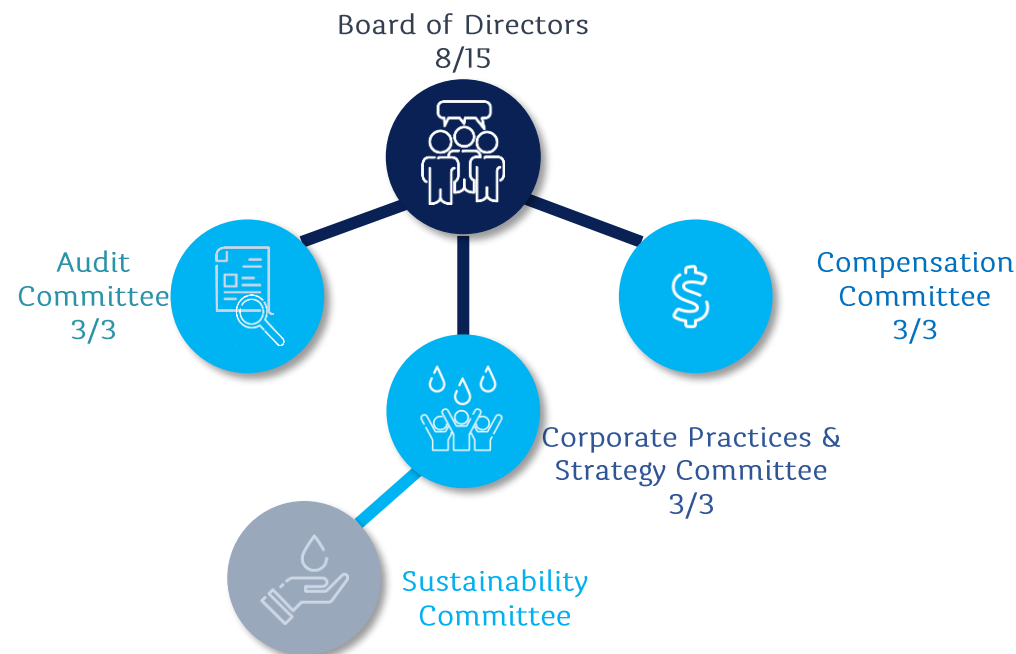 Board of Directors
8/15
Audit
Committee
3/3
Compensation
Committee
3/3
Corporate Practices &
Strategy Committee
3/3
Sustainability
Committee